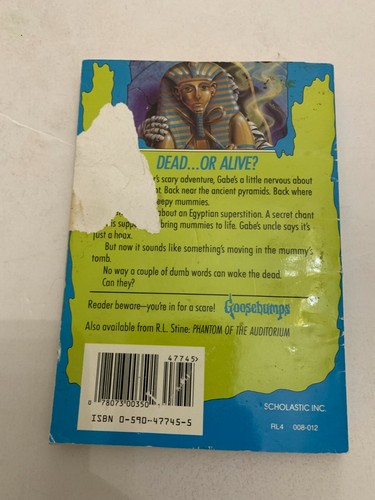 DEAD...OR ALIVE?
scary adventure, Gabe's a little nervous about
Back near the ancient pyramids. Back where
mummies.
about an Egyptian superstition. A secret chant
is bring mummies to life. Gabe's uncle says it's
just a hoax.
But now it sounds like something's moving in the mummy's
tomb.
No way a couple of dumb words can wake the dead.
Can they?
Reader beware—you're in for a scare! Goosebumps
Also available from R.L. Stine: PHANTOM OF THE AUDITORIUM
47745
0 78073 00350
ISBN 0-590-47745-5
SCHOLASTIC INC.
RL4 008-012